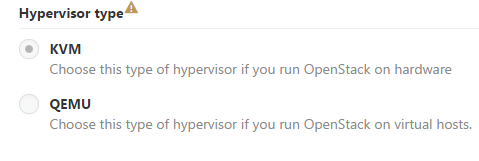 Hypervisor type
KVM
Choose this type of hypervisor if you run OpenStack on hardware
QEMU
Choose this type of hypervisor if you run OpenStack on virtual hosts.